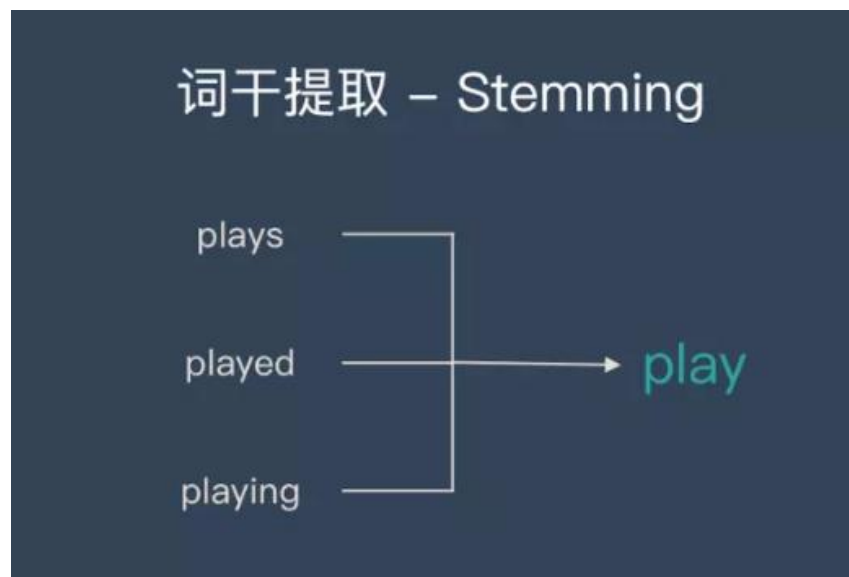 词干提取 – Stemming
plays
played
play
playing